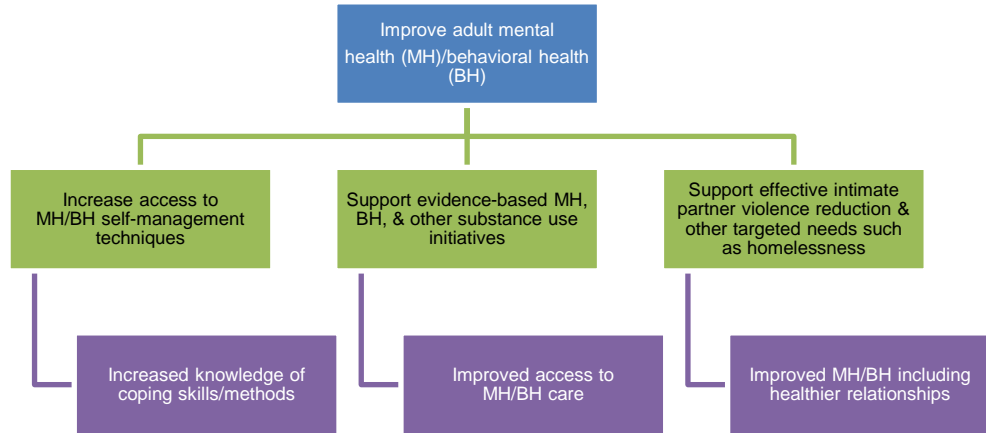 Improve adult mental
health (MH)/behavioral health
(BH)
Increase access to
MH/BH self-management
techniques
Support evidence-based MH,
BH, & other substance use
initiatives
Support effective intimate
partner violence reduction &
other targeted needs such
as homelessness
Increased knowledge of
coping skills/methods
Improved access to
MH/BH care
Improved MH/BH including
healthier relationships